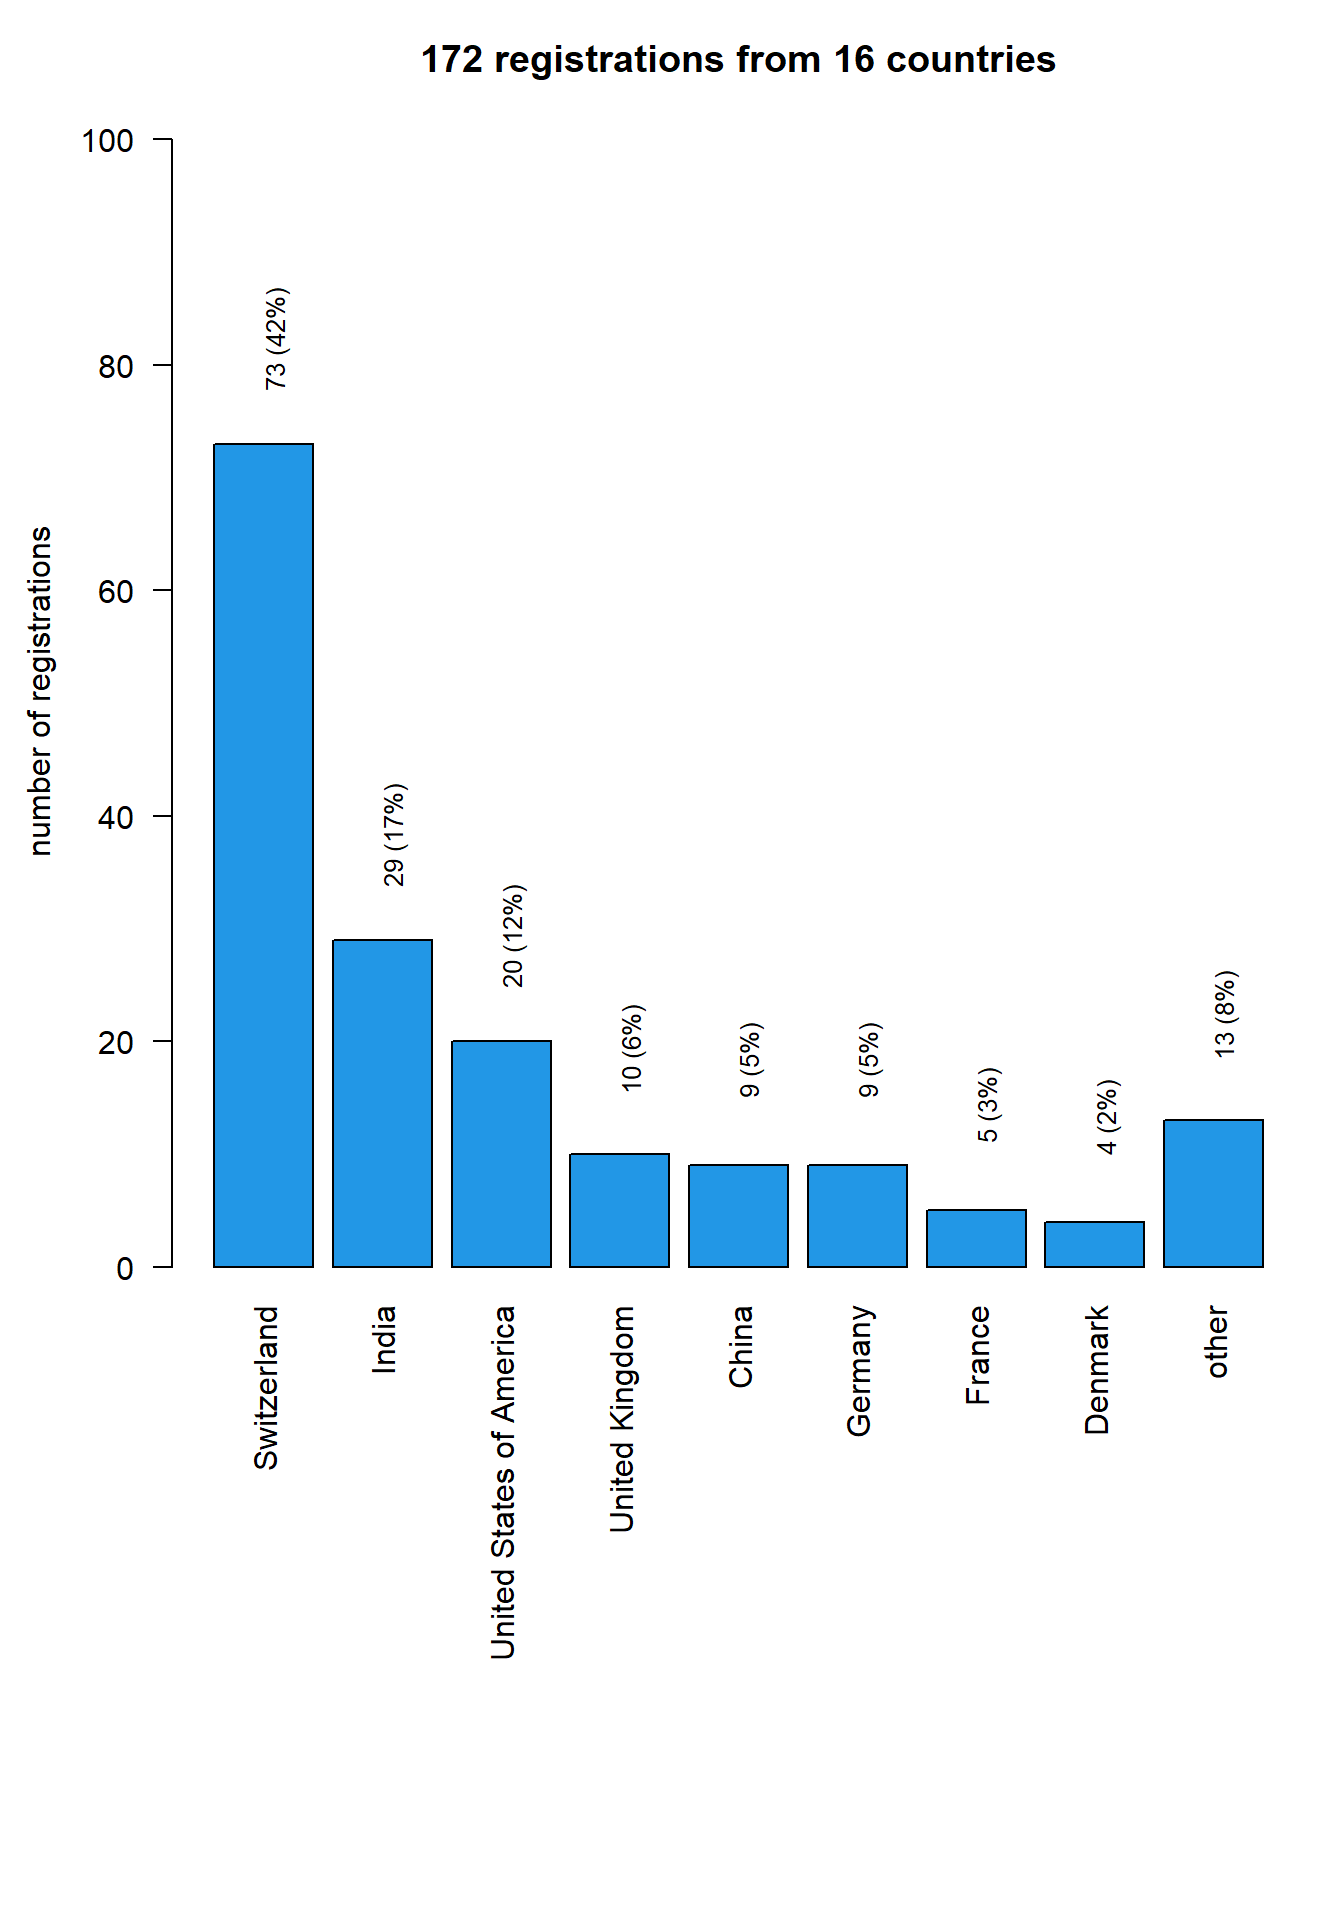 172 registrations from 16 countries
number of registrations
100
80
60
40
20
0
73 (42%)
29 (17%)
20 (12%)
10 (6%)
9 (5%)
9 (5%)
5 (3%)
4 (2%)
13 (8%)
Switzerland
India
United States of America
United Kingdom
China
Germany
France
Denmark
other